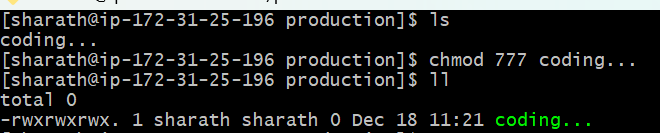 [sharath@ip-172-31-25-196 production]$ ls
coding...
[sharath@ip-172-31-25-196 production]$ chmod 777 coding...
[sharath@ip-172-31-25-196 production]$ ll
total 0
-rwxrwxrwx. 1 sharath sharath 0 Dec 18 11:21 coding...